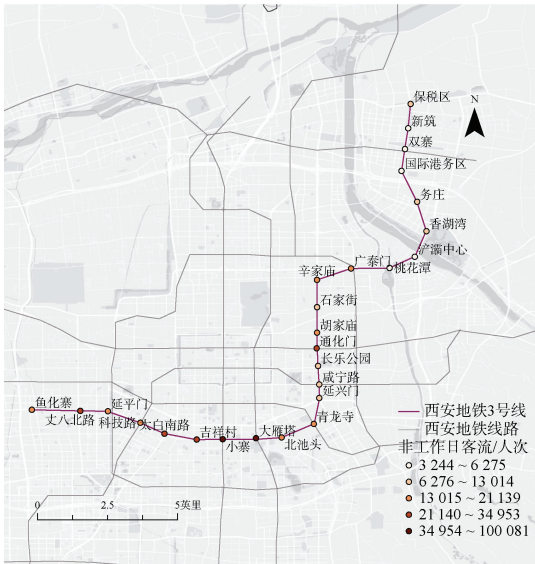 保税区
N
新筑
双寨
国际港务区
务庄
香湖湾
浐灞中心
广泰门
桃花潭
辛家庙
石家街
胡家庙
通化门
长乐公园
咸宁路
延兴门
青龙寺
鱼化寨
丈八北路
延平门
科技路
太白南路
吉祥村
小寨
大雁塔
北池头
西安地铁3号线
西安地铁线路
非工作日客流/人次
3 244 ~ 6 275
6 276 ~ 13 014
13 015 ~ 21 139
21 140 ~ 34 953
34 954 ~ 100 081
0 2.5 5英里